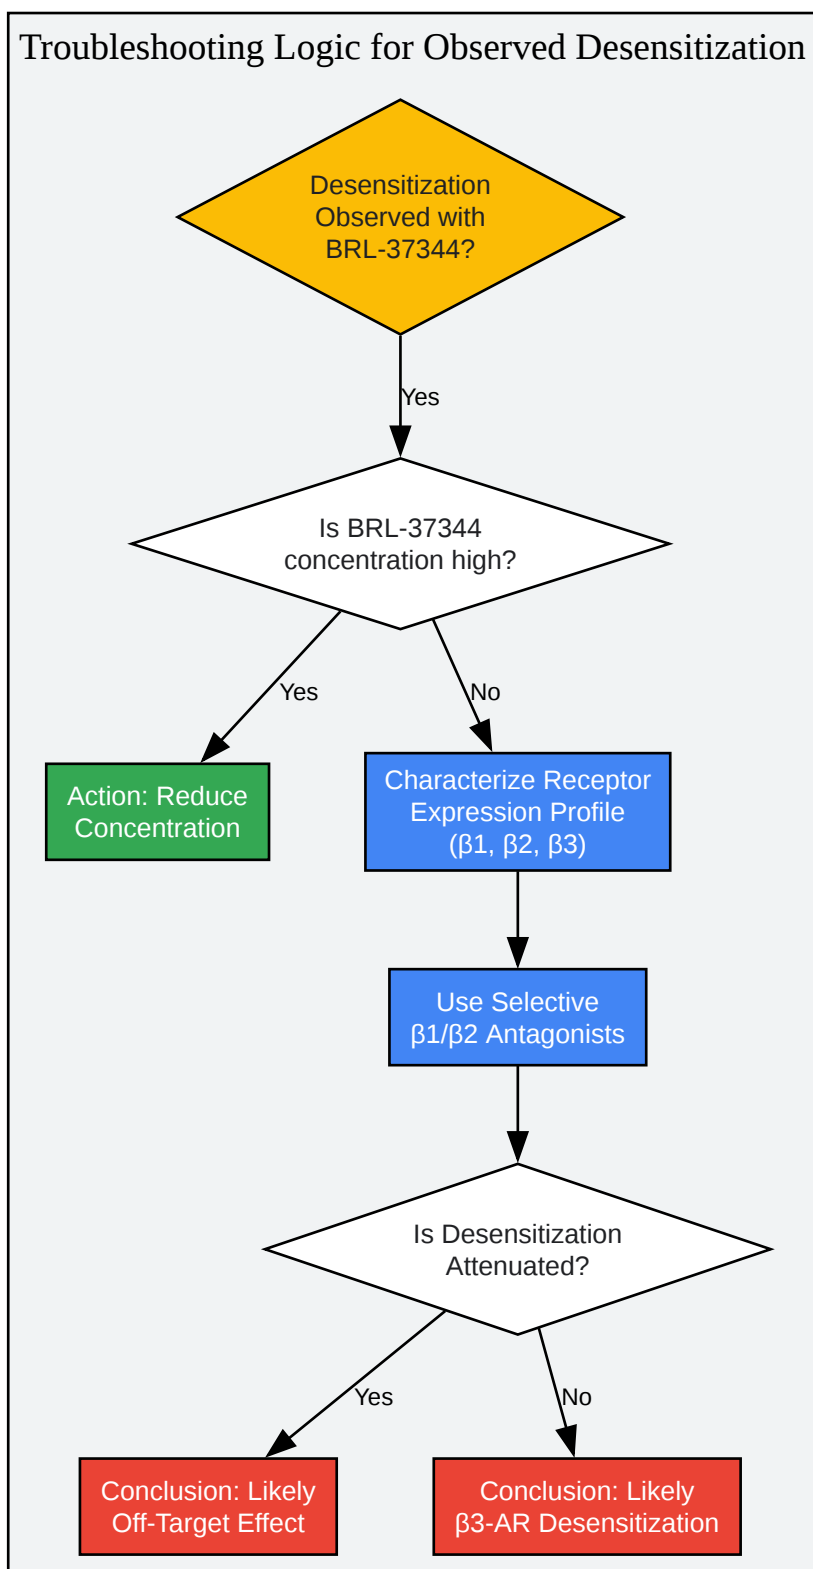 Troubleshooting Logic for Observed Desensitization
Desensitization
Observed with
BRL-37344?
Yes
Is BRL-37344
concentration high?
Yes
No
Action: Reduce
Concentration
Characterize Receptor
Expression Profile
(β1, β2, β3)
Use Selective
β1/β2 Antagonists
Is Desensitization
Attenuated?
Yes
No
Conclusion: Likely
Off-Target Effect
Conclusion: Likely
β3-AR Desensitization